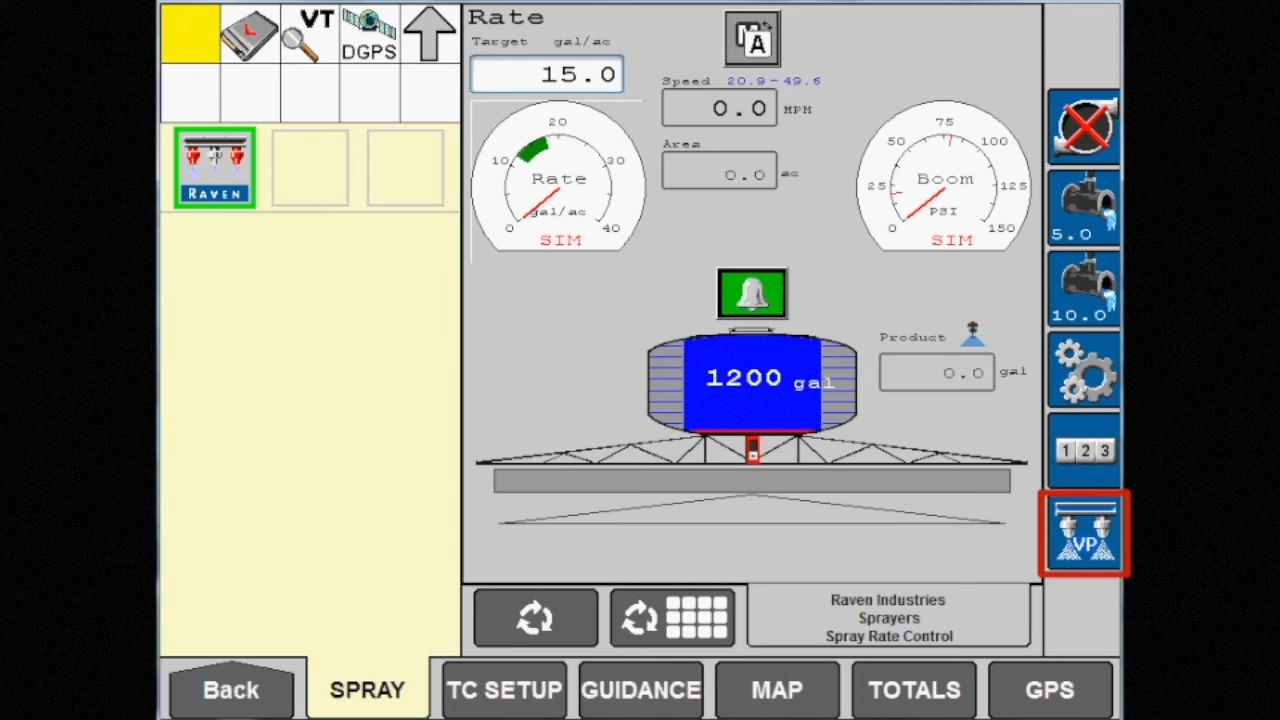 VT
DGPS
RAVEN
Rate
Target gal/ac
15.0
A
Speed 20.9-49.6
0.0 MPH
Area
0.0 ac
0 10 20 30 40
Rate
gal/ac
SIM
0 25 50 75 100 125 150
Boom
PSI
SIM
1200 gal
Product
0.0 gal
5.0
10.0
1 2 3
VP
Raven Industries
Sprayers
Spray Rate Control
Back
SPRAY
TC SETUP
GUIDANCE
MAP
TOTALS
GPS